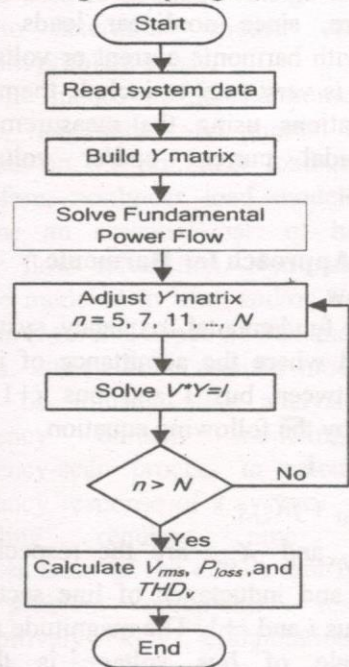 Start
Read system data
Build Y matrix
Solve Fundamental
Power Flow
Adjust Y matrix
n = 5, 7, 11, ..., N
Solve V*Y=I
n > N
No
Yes
Calculate Vrms, Ploss, and
THDv
End